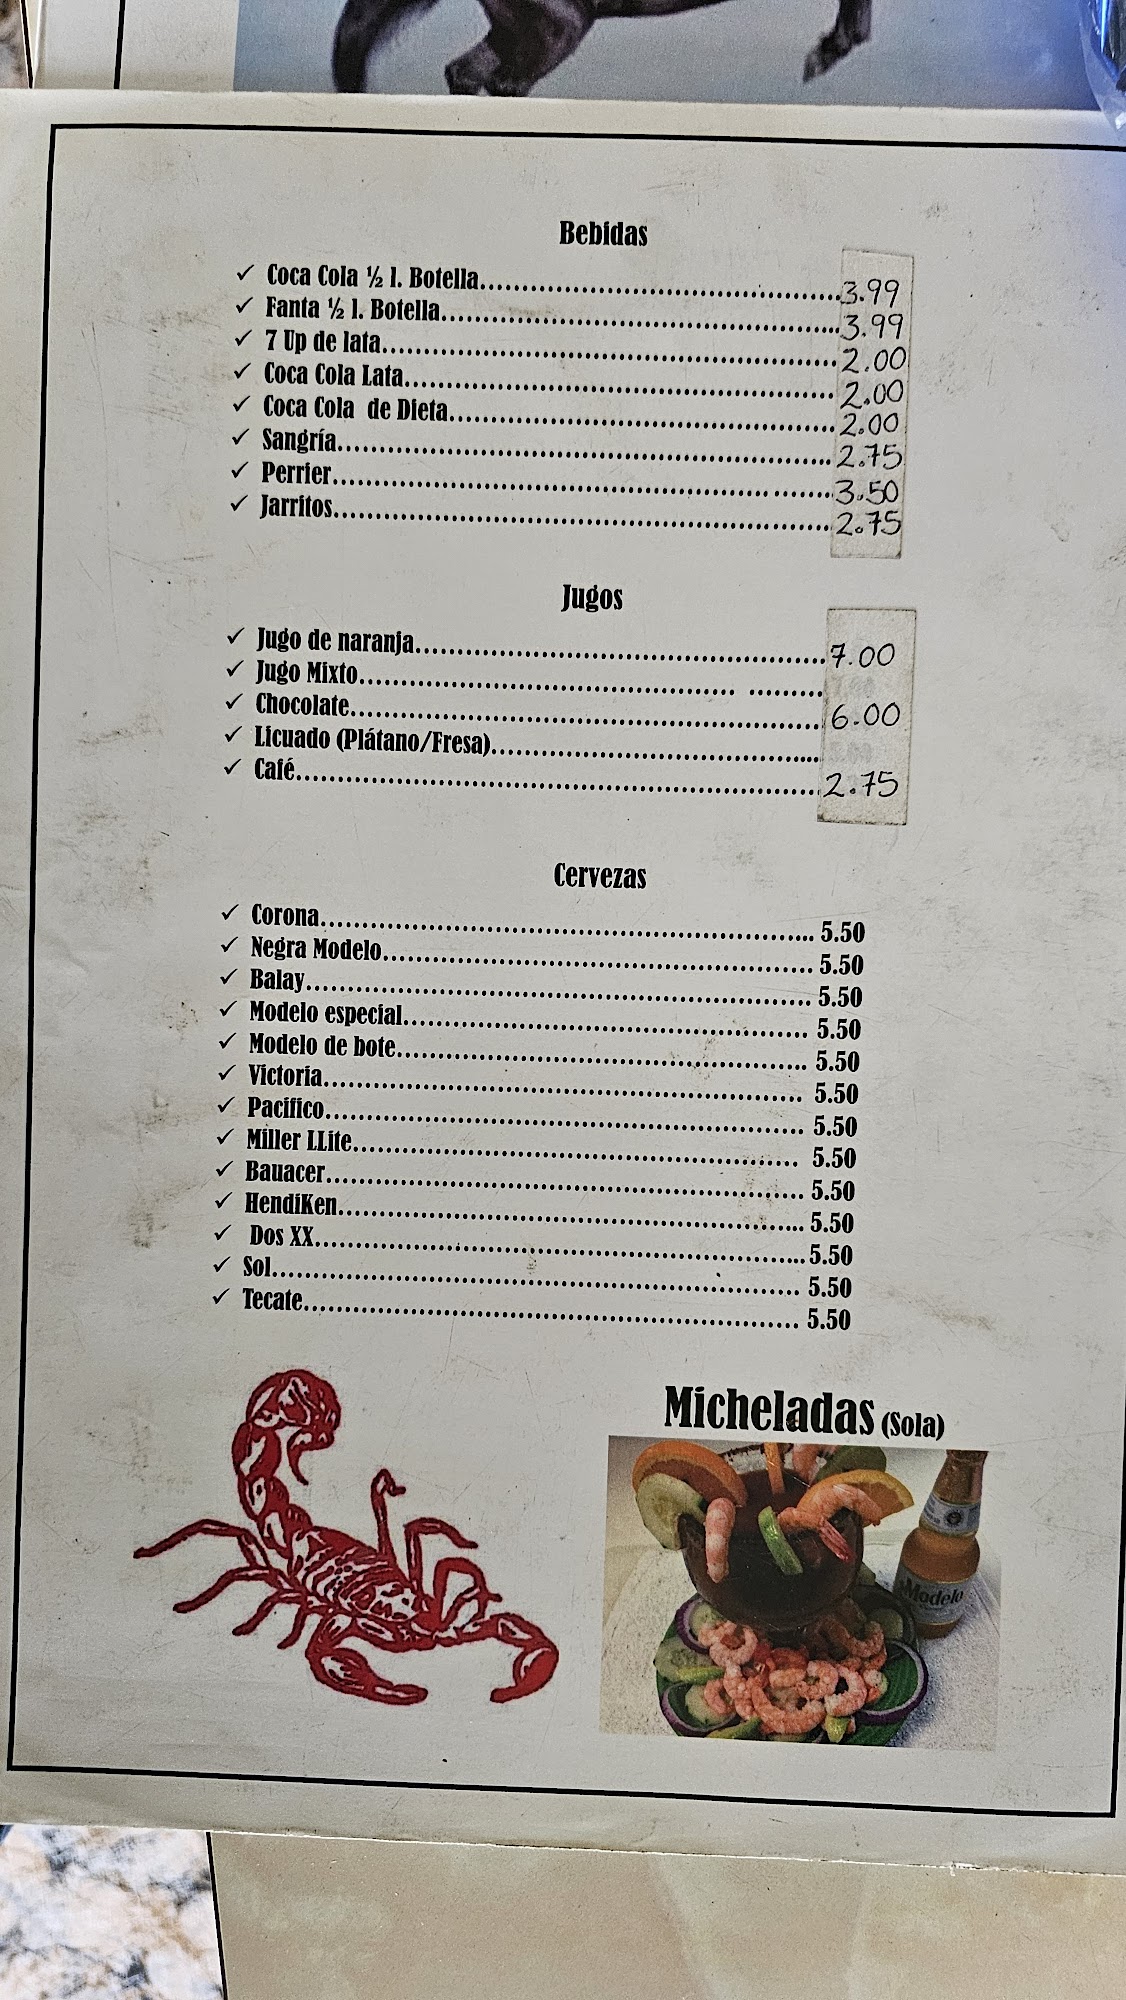 Bebidas
✓ Coca Cola ½ l. Botella 3.99
✓ Fanta ½ l. Botella 3.99
✓ 7 Up de lata 2.00
✓ Coca Cola Lata 2.00
✓ Coca Cola de Dieta 2.00
✓ Sangría 2.75
✓ Perrier 3.50
✓ Jarritos 2.75
Jugos
✓ Jugo de naranja 7.00
✓ Jugo Mixto
✓ Chocolate 6.00
✓ Licuado (Plátano/Fresa)
✓ Café 2.75
Cervezas
✓ Corona 5.50
✓ Negra Modelo 5.50
✓ Balay 5.50
✓ Modelo especial 5.50
✓ Modelo de bote 5.50
✓ Victoria 5.50
✓ Pacifico 5.50
✓ Miller LLite 5.50
✓ Bauacer 5.50
✓ HendiKen 5.50
✓ Dos XX 5.50
✓ Sol 5.50
✓ Tecate 5.50
Micheladas (Sola)
Modelo